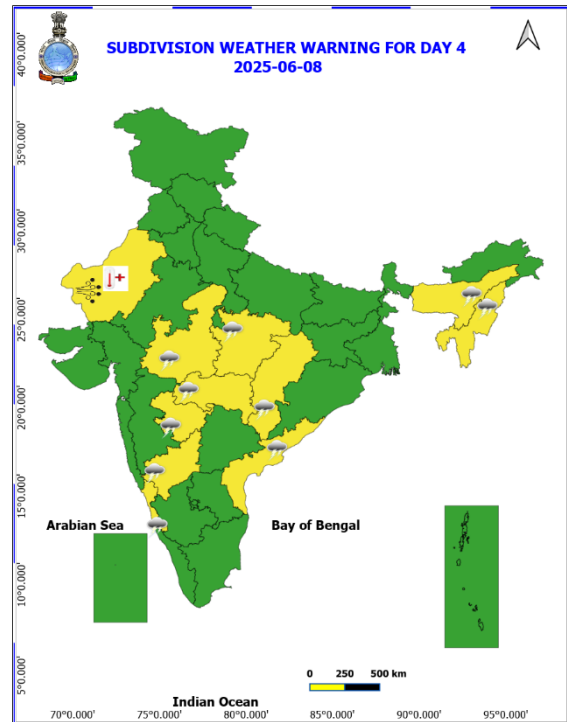 SUBDIVISION WEATHER WARNING FOR DAY 4
2025-06-08
40°0.000'
35°0.000'
30°0.000'
25°0.000'
20°0.000'
15°0.000'
10°0.000'
5°0.000'
Arabian Sea
Bay of Bengal
0 250 500 km
Indian Ocean
70°0.000' 75°0.000' 80°0.000' 85°0.000' 90°0.000' 95°0.000'